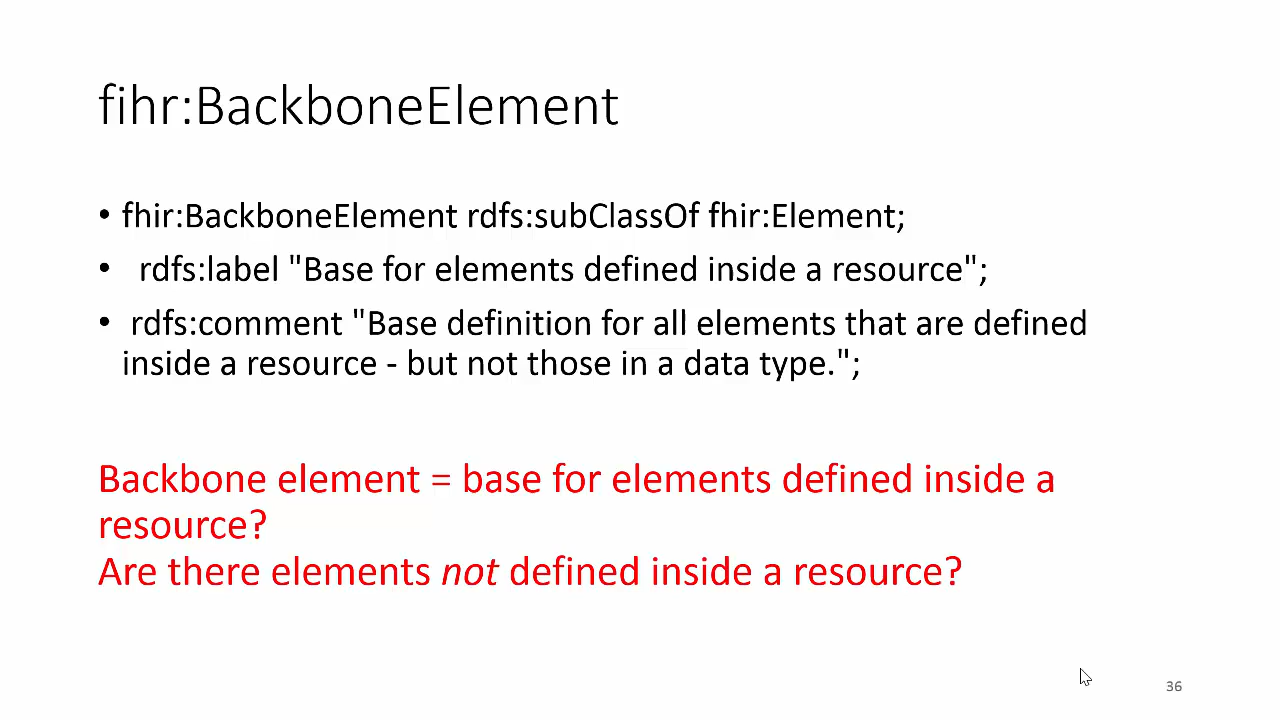 fihr:BackboneElement
• fhir:BackboneElement rdfs:subClassOf fhir:Element;
• rdfs:label "Base for elements defined inside a resource";
• rdfs:comment "Base definition for all elements that are defined
inside a resource - but not those in a data type.";
Backbone element = base for elements defined inside a
resource?
Are there elements not defined inside a resource?
36